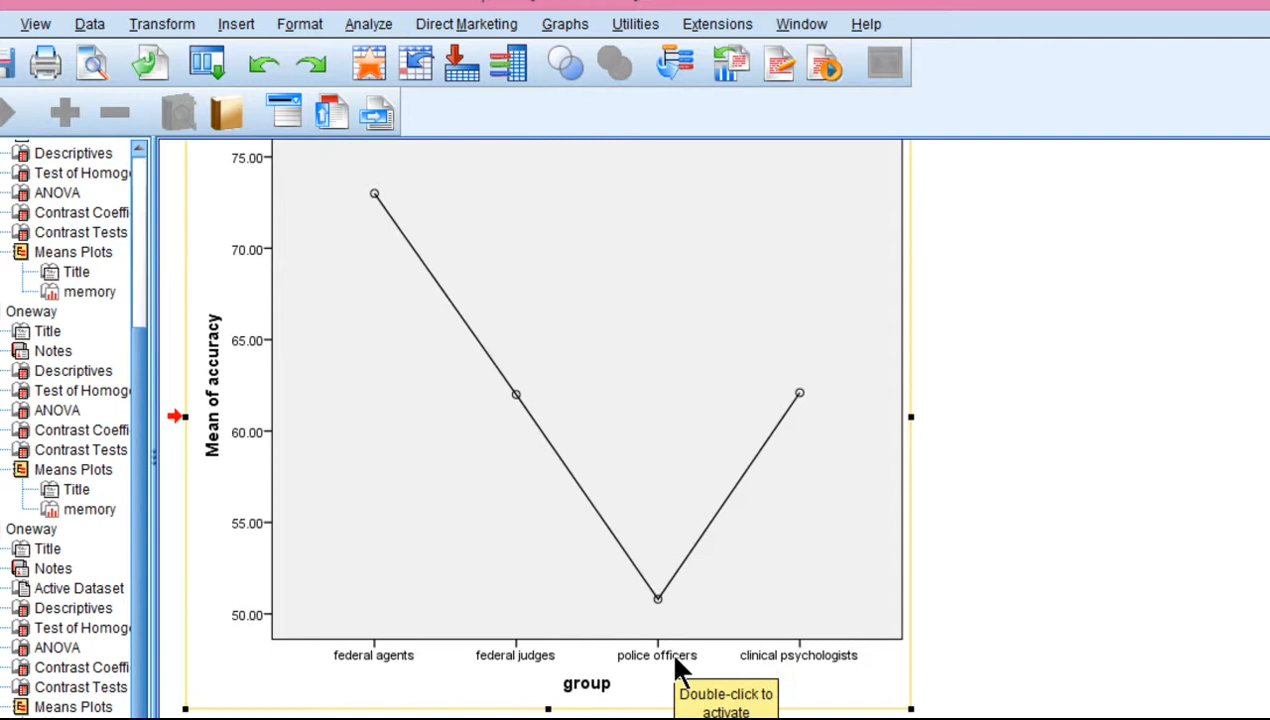 View Data Transform Insert Format Analyze Direct Marketing Graphs Utilities Extensions Window Help
Descriptives
Test of Homog
ANOVA
Contrast Coeffi
Contrast Tests
Means Plots
Title
memory
Oneway
Title
Notes
Descriptives
Test of Homog
ANOVA
Contrast Coeffi
Contrast Tests
Means Plots
Title
memory
Oneway
Title
Notes
Active Dataset
Descriptives
Test of Homog
ANOVA
Contrast Coeffi
Contrast Tests
Means Plots
Mean of accuracy
75.00
70.00
65.00
60.00
55.00
50.00
federal agents federal judges police officers clinical psychologists
group
Double-click to
activate